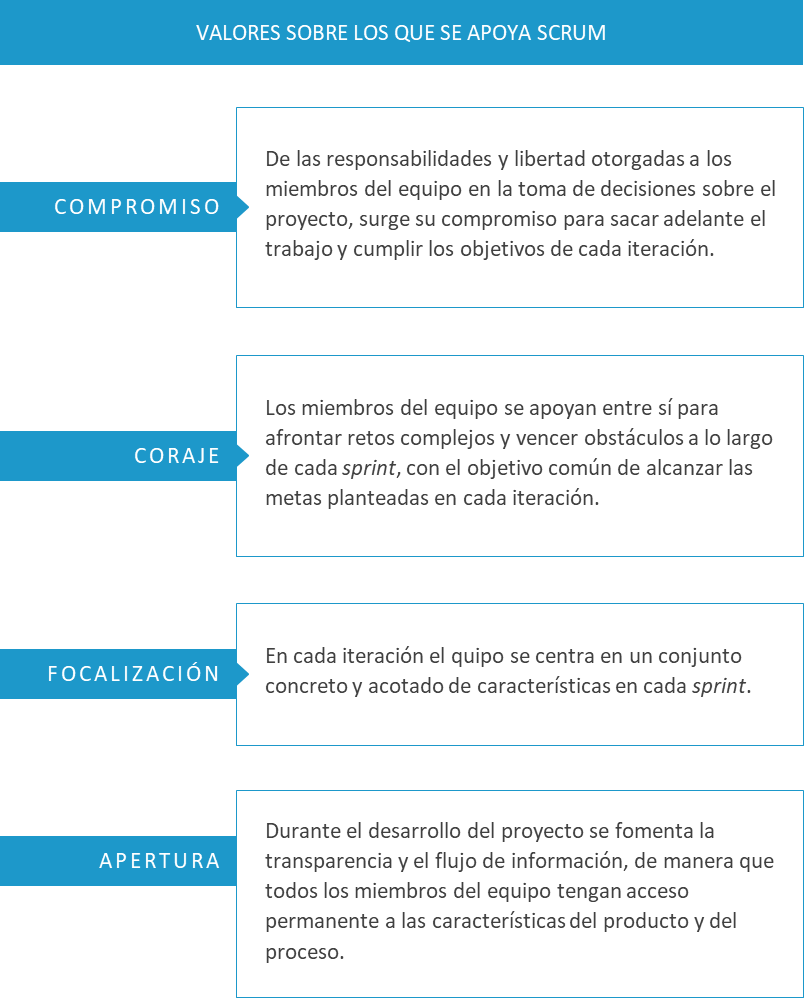 VALORES SOBRE LOS QUE SE APOYA SCRUM
COMPROMISO
De las responsabilidades y libertad otorgadas a los
miembros del equipo en la toma de decisiones sobre el
proyecto, surge su compromiso para sacar adelante el
trabajo y cumplir los objetivos de cada iteración.
CORAJE
Los miembros del equipo se apoyan entre sí para
afrontar retos complejos y vencer obstáculos a lo largo
de cada sprint, con el objetivo común de alcanzar las
metas planteadas en cada iteración.
FOCALIZACIÓN
En cada iteración el quipo se centra en un conjunto
concreto y acotado de características en cada sprint.
APERTURA
Durante el desarrollo del proyecto se fomenta la
transparencia y el flujo de información, de manera que
todos los miembros del equipo tengan acceso
permanente a las características del producto y del
proceso.